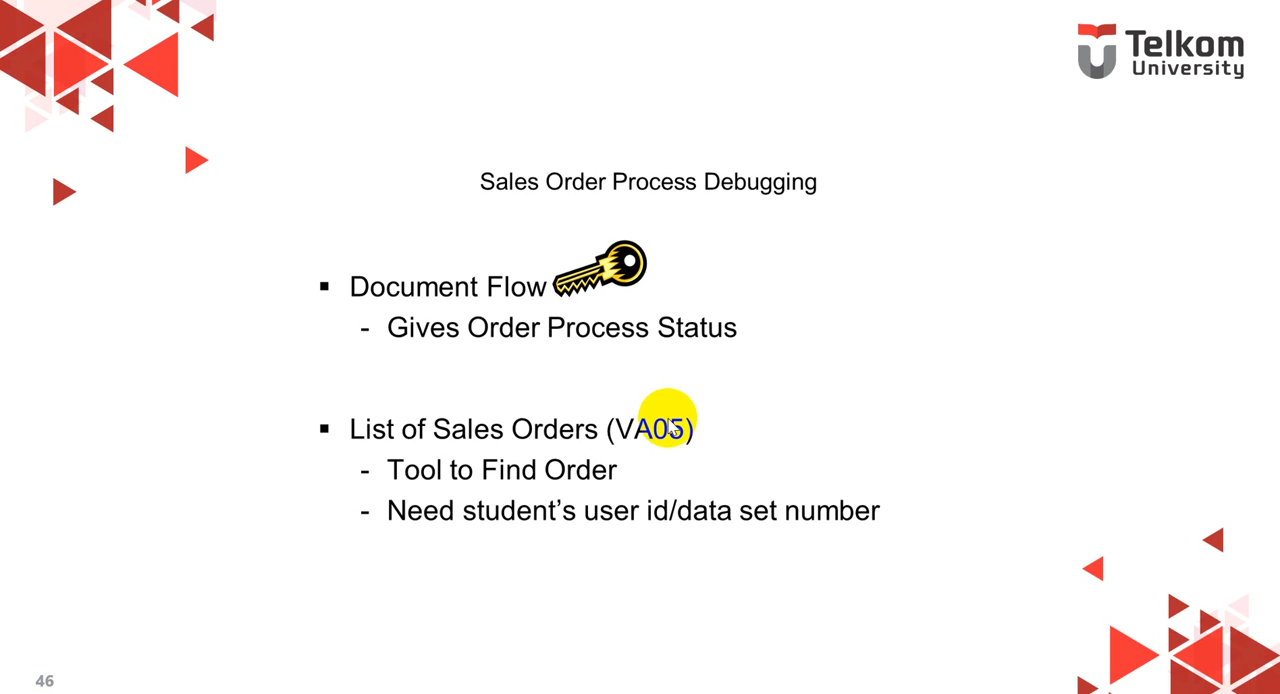 Telkom
University
Sales Order Process Debugging
▪ Document Flow
- Gives Order Process Status
▪ List of Sales Orders (VA05)
- Tool to Find Order
- Need student’s user id/data set number
46